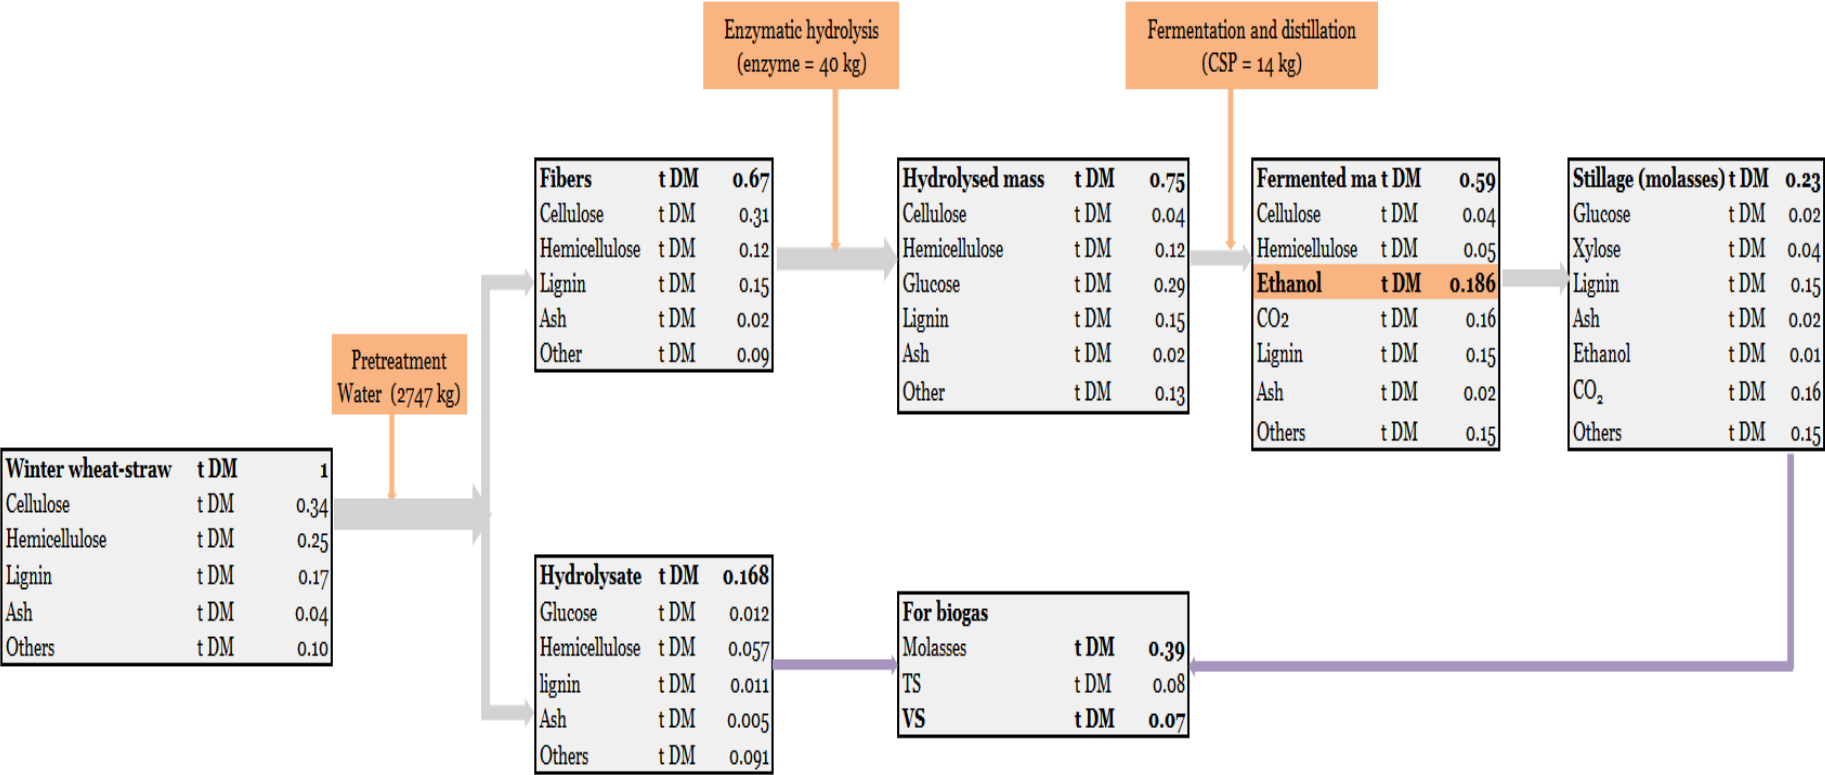 Enzymatic hydrolysis
(enzyme = 40 kg)
Fermentation and distillation
(CSP = 14 kg)
Fibers t DM 0.67
Cellulose t DM 0.31
Hemicellulose t DM 0.12
Lignin t DM 0.15
Ash t DM 0.02
Other t DM 0.09
Hydrolysed mass t DM 0.75
Cellulose t DM 0.04
Hemicellulose t DM 0.12
Glucose t DM 0.29
Lignin t DM 0.15
Ash t DM 0.02
Other t DM 0.13
Fermented ma t DM 0.59
Cellulose t DM 0.04
Hemicellulose t DM 0.05
Ethanol t DM 0.186
CO2 t DM 0.16
Lignin t DM 0.15
Ash t DM 0.02
Others t DM 0.15
Stillage (molasses) t DM 0.23
Glucose t DM 0.02
Xylose t DM 0.04
Lignin t DM 0.15
Ash t DM 0.02
Ethanol t DM 0.01
CO₂ t DM 0.16
Others t DM 0.15
Pretreatment
Water (2747 kg)
Winter wheat-straw t DM 1
Cellulose t DM 0.34
Hemicellulose t DM 0.25
Lignin t DM 0.17
Ash t DM 0.04
Others t DM 0.10
Hydrolysate t DM 0.168
Glucose t DM 0.012
Hemicellulose t DM 0.057
lignin t DM 0.011
Ash t DM 0.005
Others t DM 0.091
For biogas
Molasses t DM 0.39
TS t DM 0.08
VS t DM 0.07